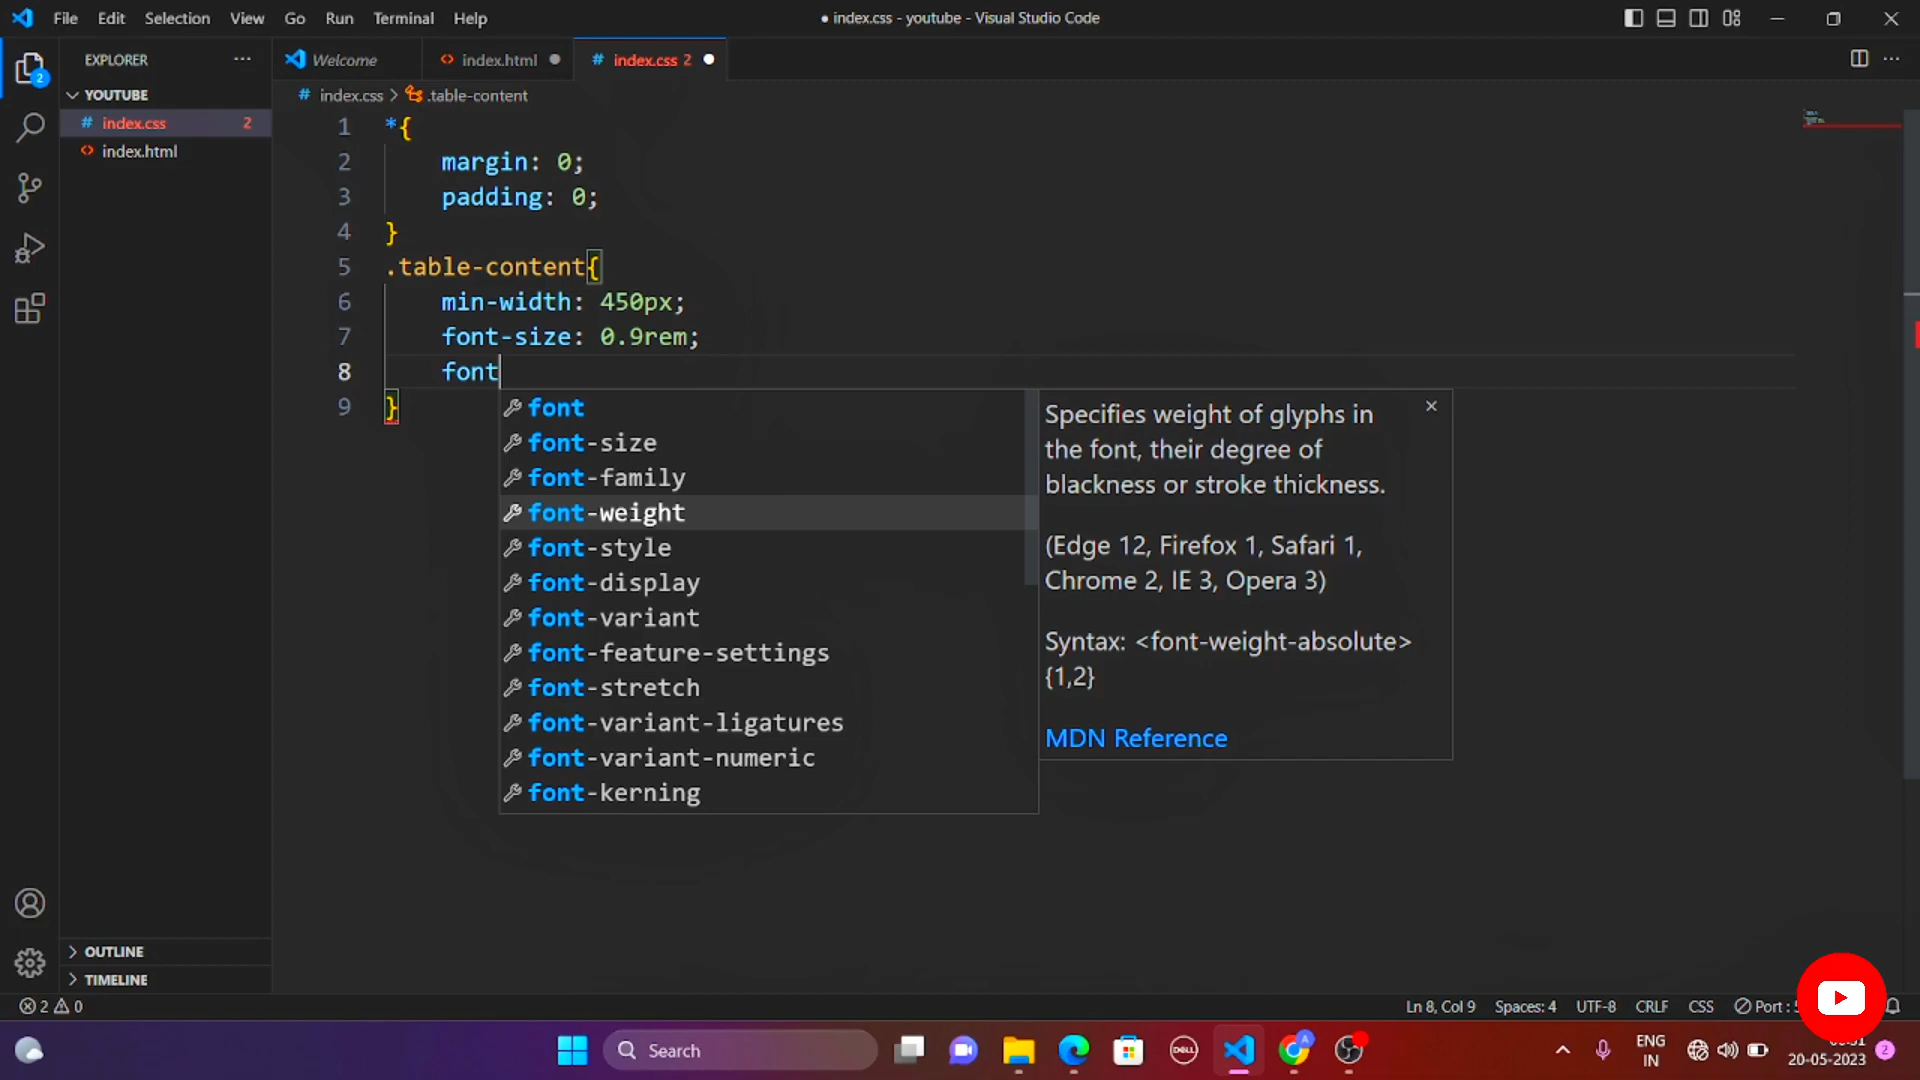 File Edit Selection View Go Run Terminal Help
● index.css - youtube - Visual Studio Code
EXPLORER
Welcome
index.html
# index.css 2
2
YOUTUBE
# index.css 2
index.html
# index.css > .table-content
1 *{
2 margin: 0;
3 padding: 0;
4 }
5 .table-content{
6 min-width: 450px;
7 font-size: 0.9rem;
8 font
9 }
font
font-size
font-family
font-weight
font-style
font-display
font-variant
font-feature-settings
font-stretch
font-variant-ligatures
font-variant-numeric
font-kerning
Specifies weight of glyphs in
the font, their degree of
blackness or stroke thickness.
(Edge 12, Firefox 1, Safari 1,
Chrome 2, IE 3, Opera 3)
Syntax: <font-weight-absolute>
{1,2}
MDN Reference
OUTLINE
TIMELINE
2 0
Ln 8, Col 9 Spaces: 4 UTF-8 CRLF CSS Port :
Search
DELL
A
ENG
IN
20-05-2023
2